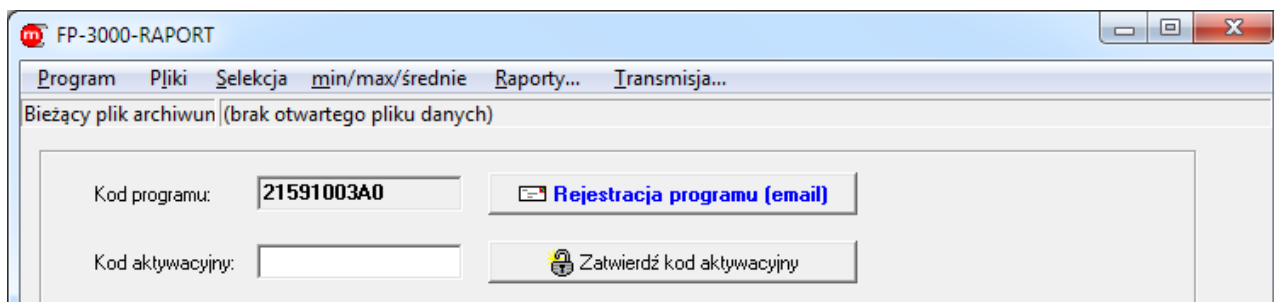 FP-3000-RAPORT
Program Pliki Selekcja min/max/średnie Raporty... Transmisja...
Bieżący plik archiwun (brak otwartego pliku danych)
Kod programu: 21591003A0 Rejestracja programu (email)
Kod aktywacyjny: Zatwierdź kod aktywacyjny